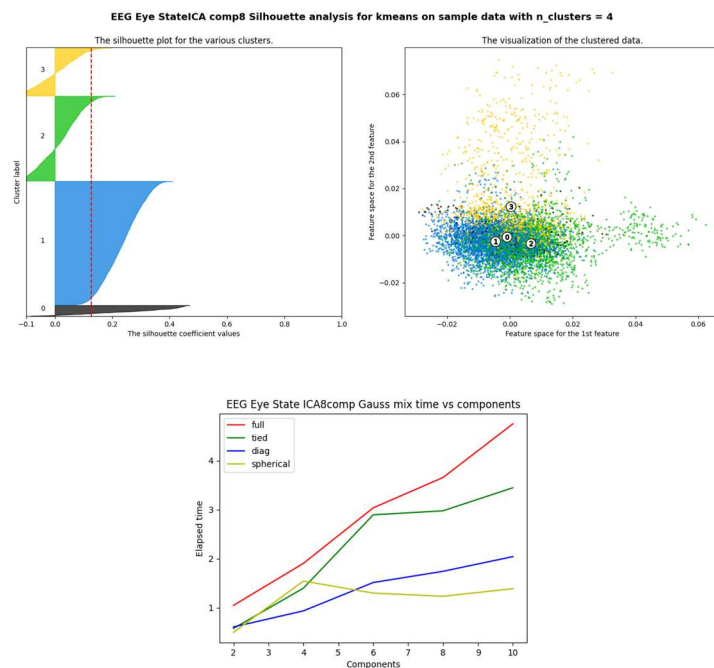 EEG Eye StateICA comp8 Silhouette analysis for kmeans on sample data with n_clusters = 4
The silhouette plot for the various clusters.
3
2
1
0
Cluster label
−0.1 0.0 0.2 0.4 0.6 0.8 1.0
The silhouette coefficient values
The visualization of the clustered data.
0.06
0.04
0.02
0.00
−0.02
Feature space for the 2nd feature
3
1 0 2
−0.02 0.00 0.02 0.04 0.06
Feature space for the 1st feature
EEG Eye State ICA8comp Gauss mix time vs components
full
tied
diag
spherical
4
3
2
1
Elapsed time
2 3 4 5 6 7 8 9 10
Components